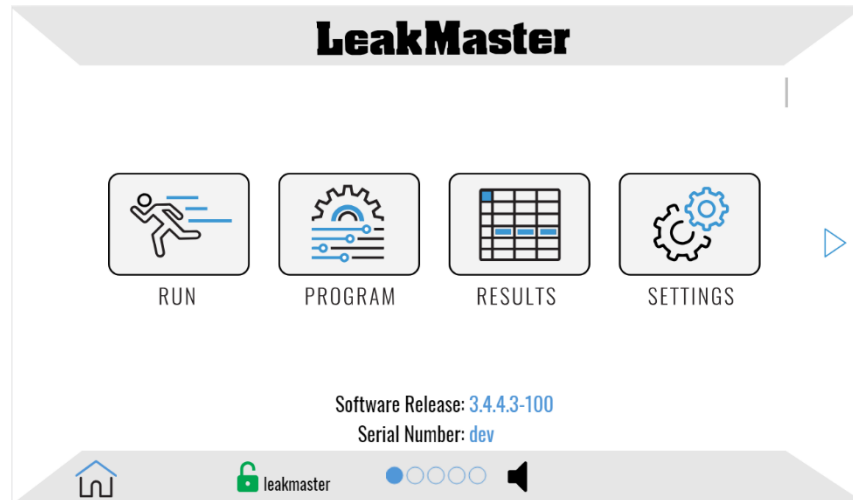 LeakMaster
RUN
PROGRAM
RESULTS
SETTINGS
Software Release: 3.4.4.3-100
Serial Number: dev
leakmaster